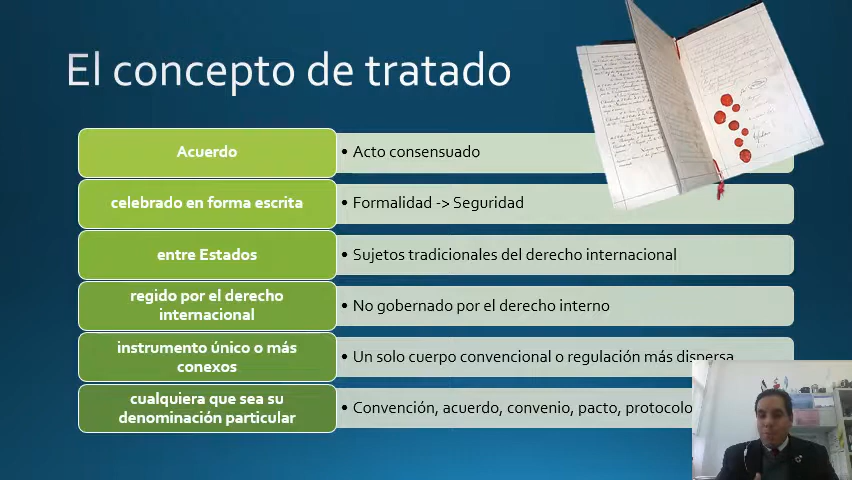 El concepto de tratado
Acuerdo
• Acto consensuado
celebrado en forma escrita
• Formalidad -> Seguridad
entre Estados
• Sujetos tradicionales del derecho internacional
regido por el derecho
internacional
• No gobernado por el derecho interno
instrumento único o más
conexos
• Un solo cuerpo convencional o regulación más dispersa
cualquiera que sea su
denominación particular
• Convención, acuerdo, convenio, pacto, protocolo